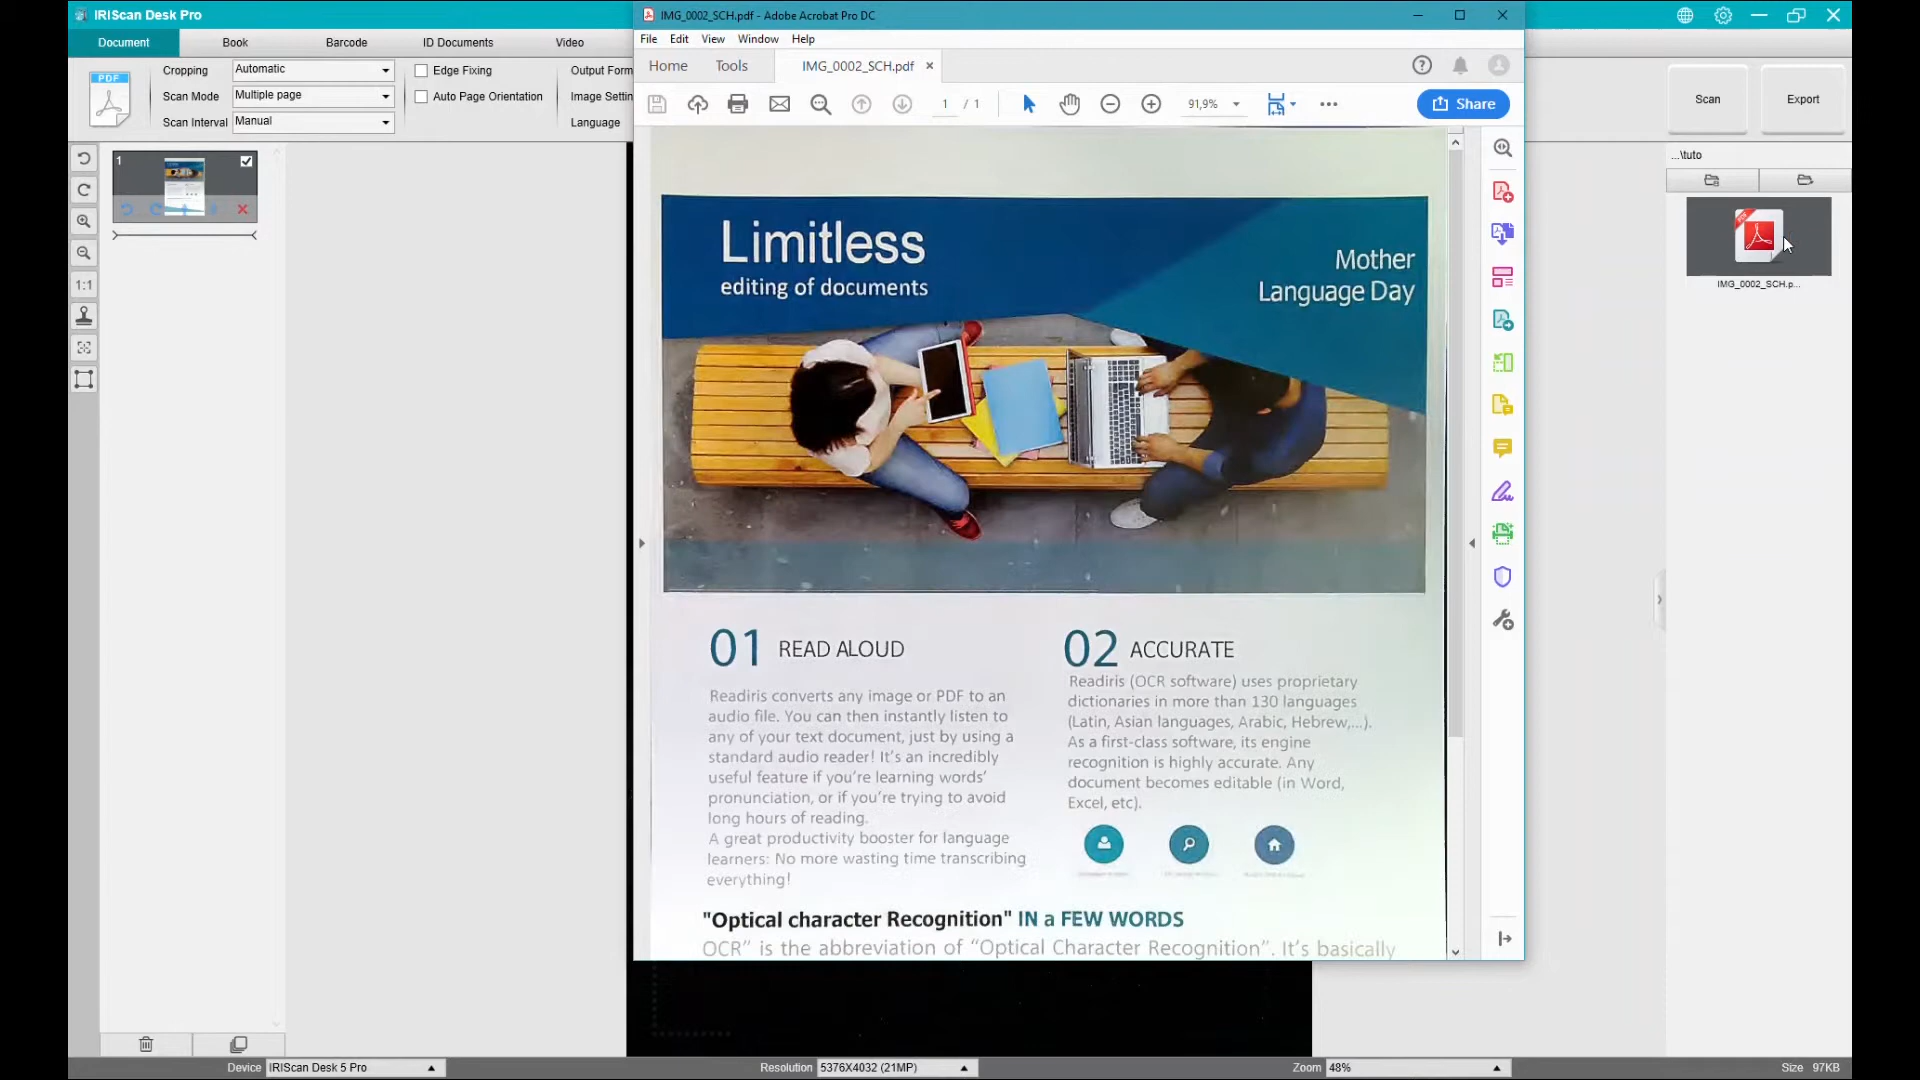 IRIScan Desk Pro
IMG_0002_SCH.pdf - Adobe Acrobat Pro DC
Document
Book
Barcode
ID Documents
Video
File Edit View Window Help
Home
Tools
IMG_0002_SCH.pdf
PDF
Cropping
Automatic
Edge Fixing
Output Form
Scan Mode
Multiple page
Auto Page Orientation
Image Settin
Scan Interval
Manual
Language
1 / 1
91,9%
Share
Scan
Export
...\tuto
1
1:1
PDF
IMG_0002_SCH.p...
Limitless
editing of documents
Mother
Language Day
01 READ ALOUD
Readiris converts any image or PDF to an
audio file. You can then instantly listen to
any of your text document, just by using a
standard audio reader! It's an incredibly
useful feature if you're learning words'
pronunciation, or if you're trying to avoid
long hours of reading.
A great productivity booster for language
learners: No more wasting time transcribing
everything!
02 ACCURATE
Readiris (OCR software) uses proprietary
dictionaries in more than 130 languages
(Latin, Asian languages, Arabic, Hebrew,...).
As a first-class software, its engine
recognition is highly accurate. Any
document becomes editable (in Word,
Excel, etc).
"Optical character Recognition" IN a FEW WORDS
OCR" is the abbreviation of "Optical Character Recognition". It's basically
Device
IRIScan Desk 5 Pro
Resolution
5376X4032 (21MP)
Zoom
48%
Size 97KB